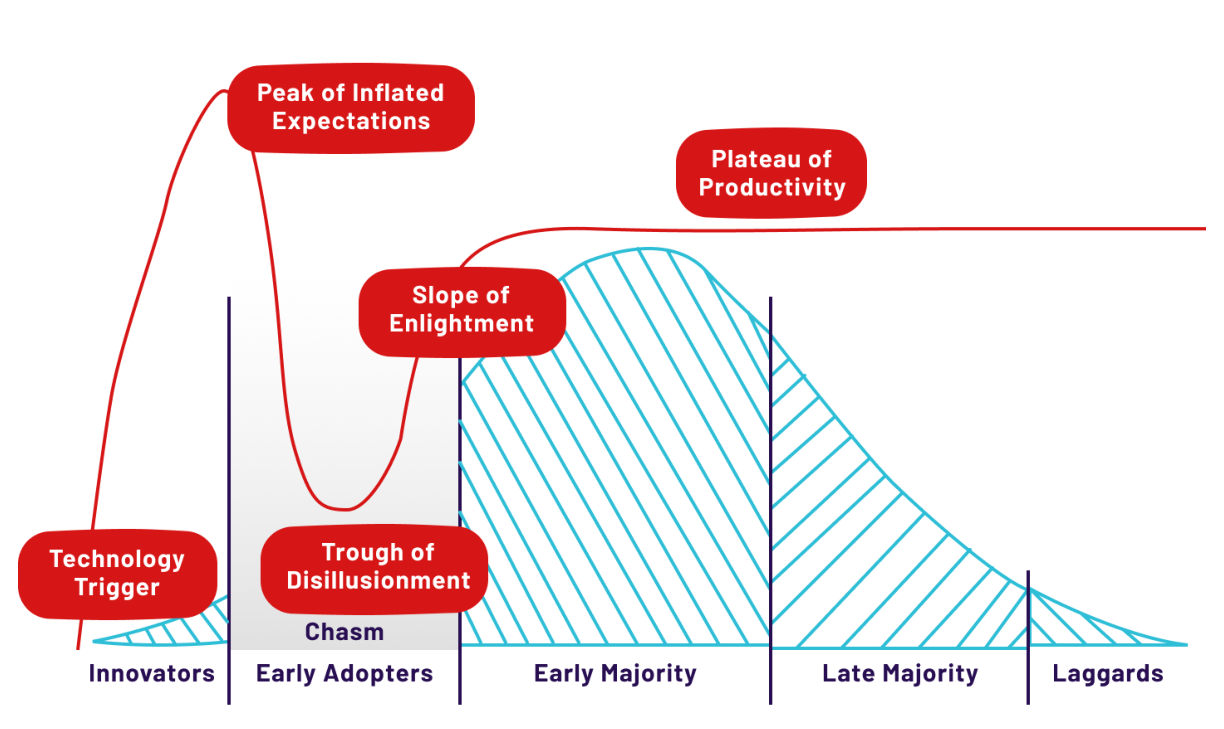 Peak of Inflated
Expectations
Plateau of
Productivity
Slope of
Enlightment
Technology
Trigger
Trough of
Disillusionment
Chasm
Innovators
Early Adopters
Early Majority
Late Majority
Laggards